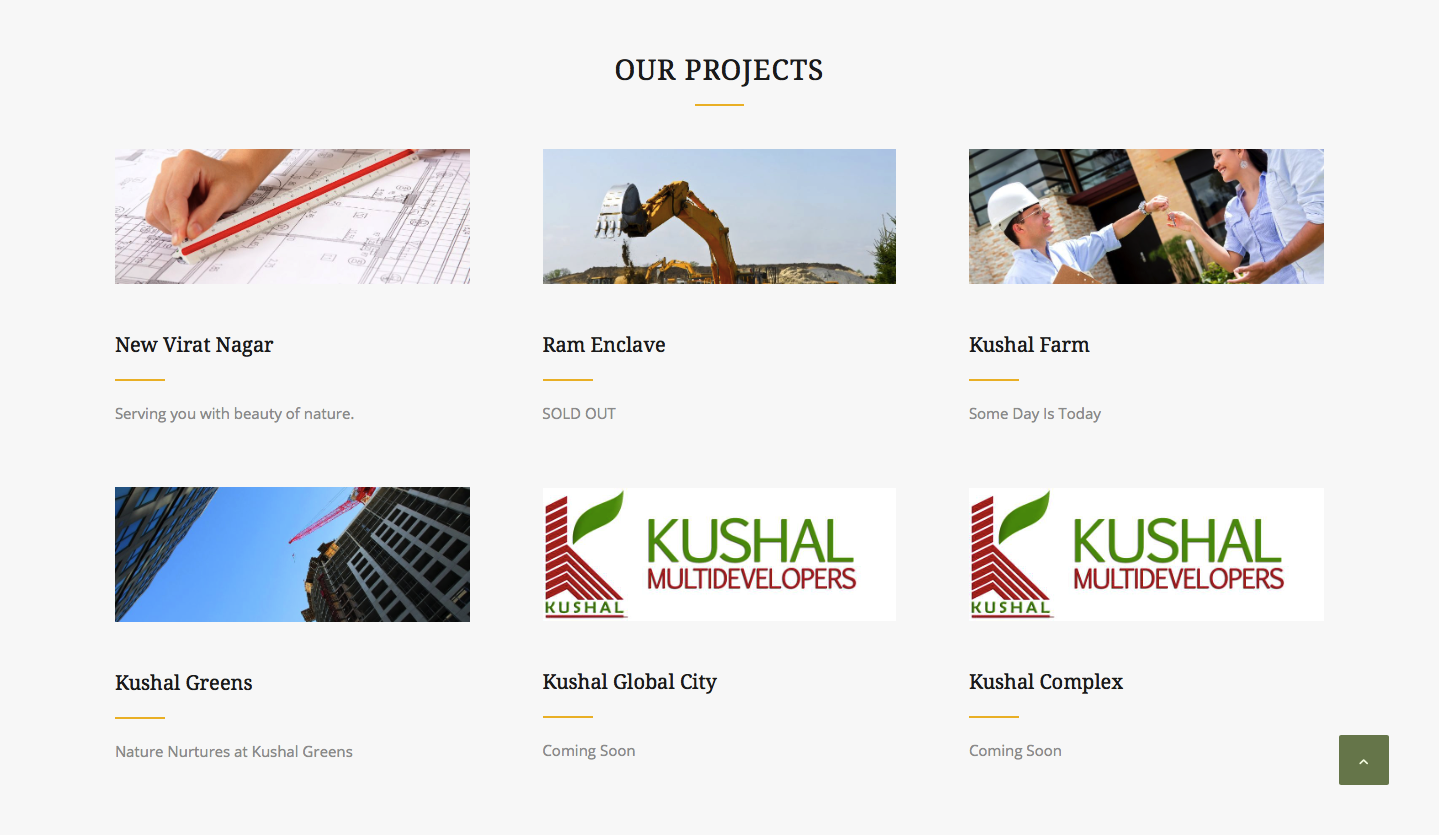 OUR PROJECTS
New Virat Nagar
Ram Enclave
Kushal Farm
Serving you with beauty of nature.
SOLD OUT
Some Day Is Today
KUSHAL
MULTIDEVELOPERS
KUSHAL
KUSHAL
MULTIDEVELOPERS
KUSHAL
Kushal Greens
Kushal Global City
Kushal Complex
Nature Nurtures at Kushal Greens
Coming Soon
Coming Soon